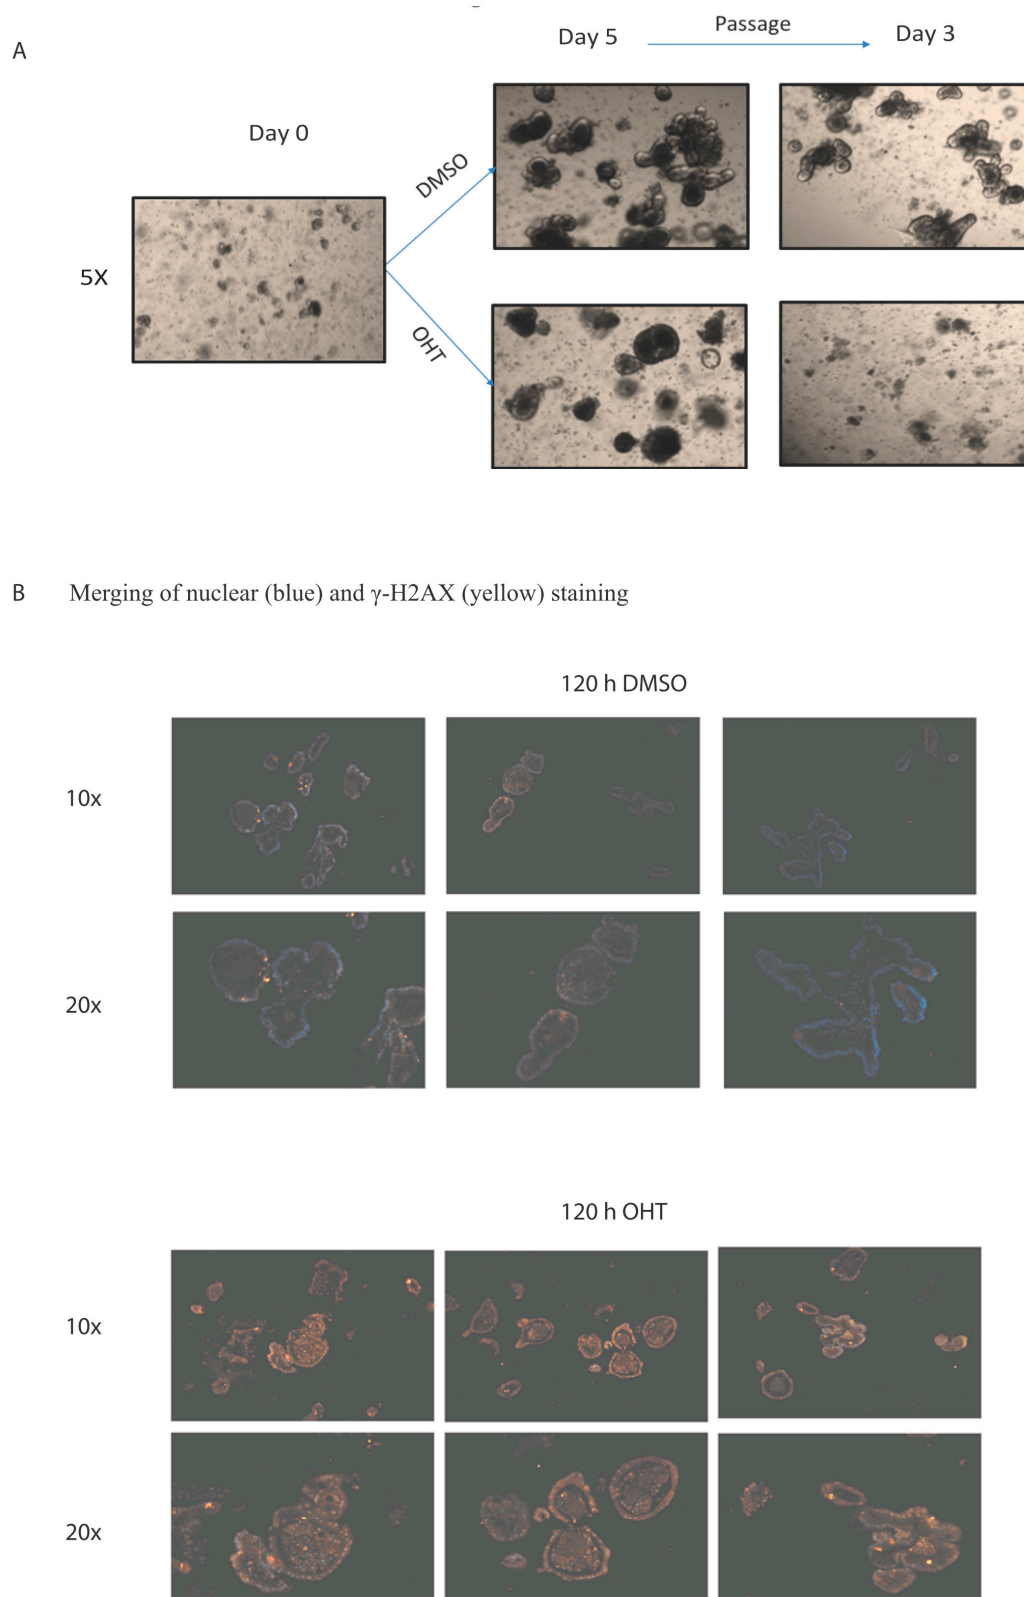 A
Day 5
Passage
Day 3
Day 0
DMSO
5X
OHT
B Merging of nuclear (blue) and γ-H2AX (yellow) staining
120 h DMSO
10x
20x
120 h OHT
10x
20x